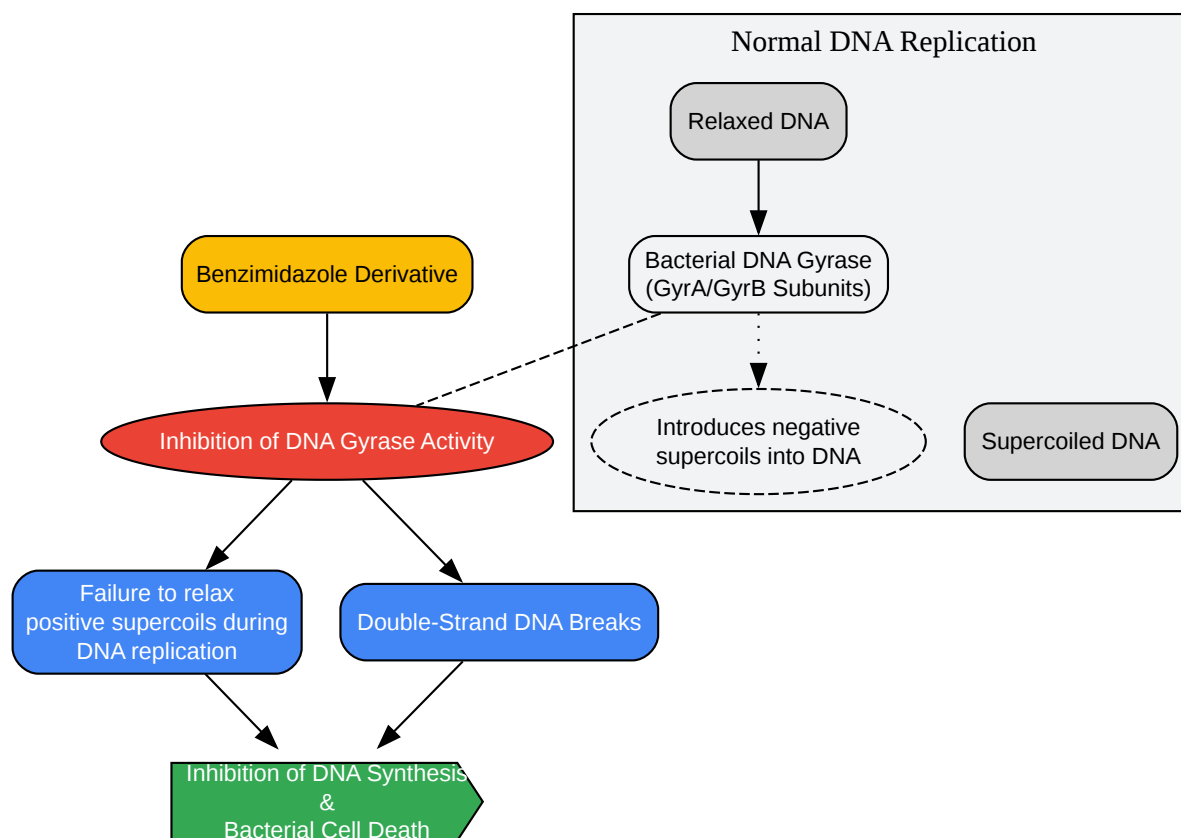 Normal DNA Replication
Relaxed DNA
Benzimidazole Derivative
Bacterial DNA Gyrase
(GyrA/GyrB Subunits)
Inhibition of DNA Gyrase Activity
Introduces negative
supercoils into DNA
Supercoiled DNA
Failure to relax
positive supercoils during
DNA replication
Double-Strand DNA Breaks
Inhibition of DNA Synthesis
&
Bacterial Cell Death